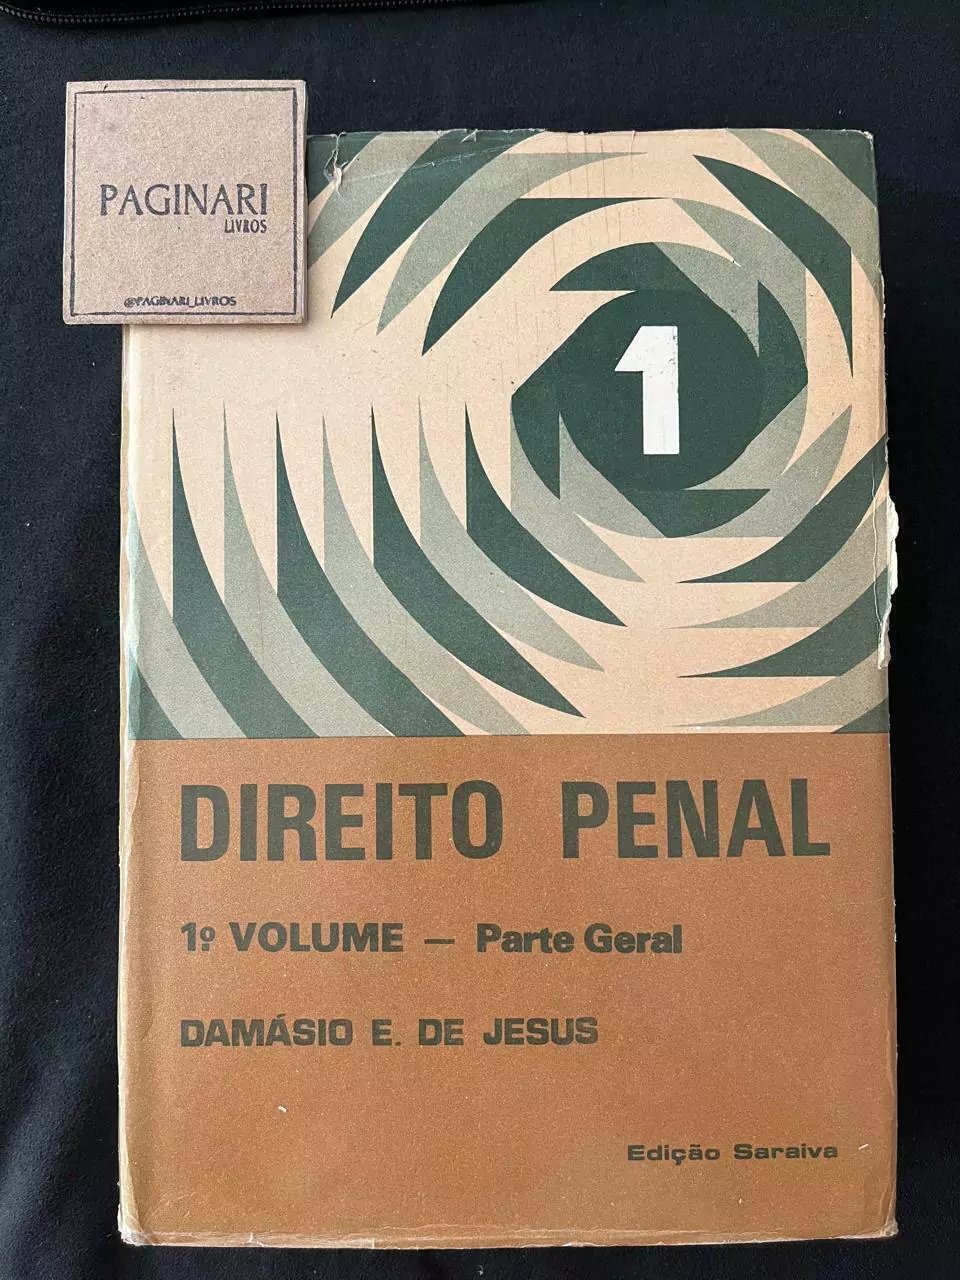 PAGINARI
LIVROS
@PAGINARI_LIVROS
1
DIREITO PENAL
1º VOLUME — Parte Geral
DAMÁSIO E. DE JESUS
Edição Saraiva